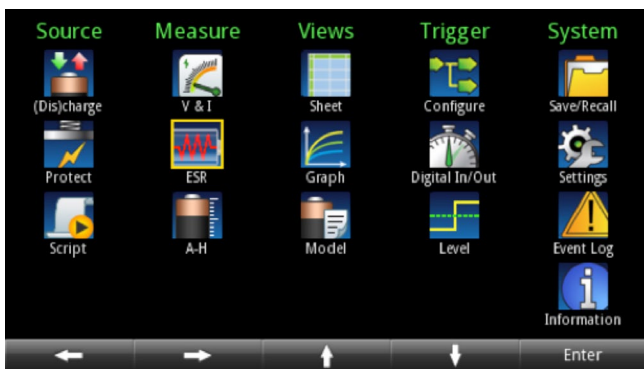 Source Measure Views Trigger System
(Dis)charge V & I Sheet Configure Save/Recall
Protect ESR Graph Digital In/Out Settings
Script A-H Model Level Event Log
Information
Enter